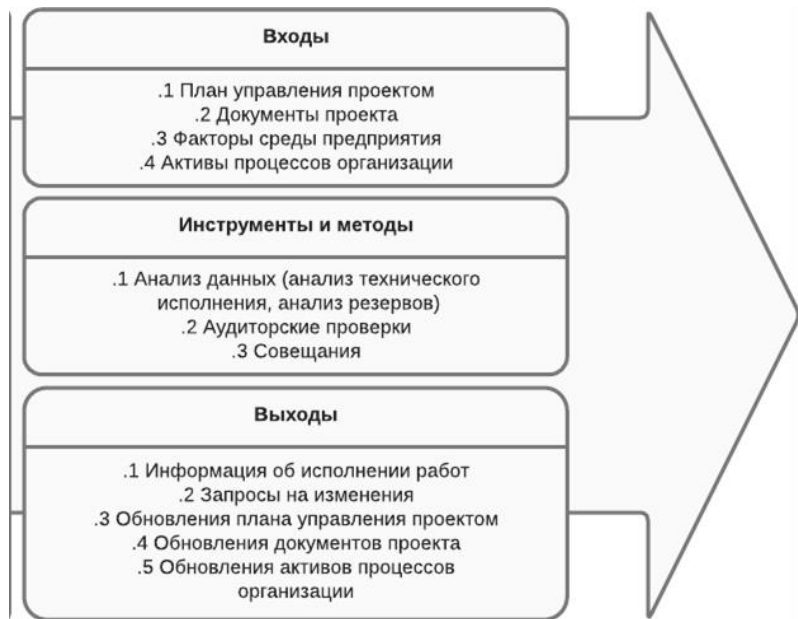 Входы
.1 План управления проектом
.2 Документы проекта
.3 Факторы среды предприятия
.4 Активы процессов организации
Инструменты и методы
.1 Анализ данных (анализ технического
исполнения, анализ резервов)
.2 Аудиторские проверки
.3 Совещания
Выходы
.1 Информация об исполнении работ
.2 Запросы на изменения
.3 Обновления плана управления проектом
.4 Обновления документов проекта
.5 Обновления активов процессов
организации